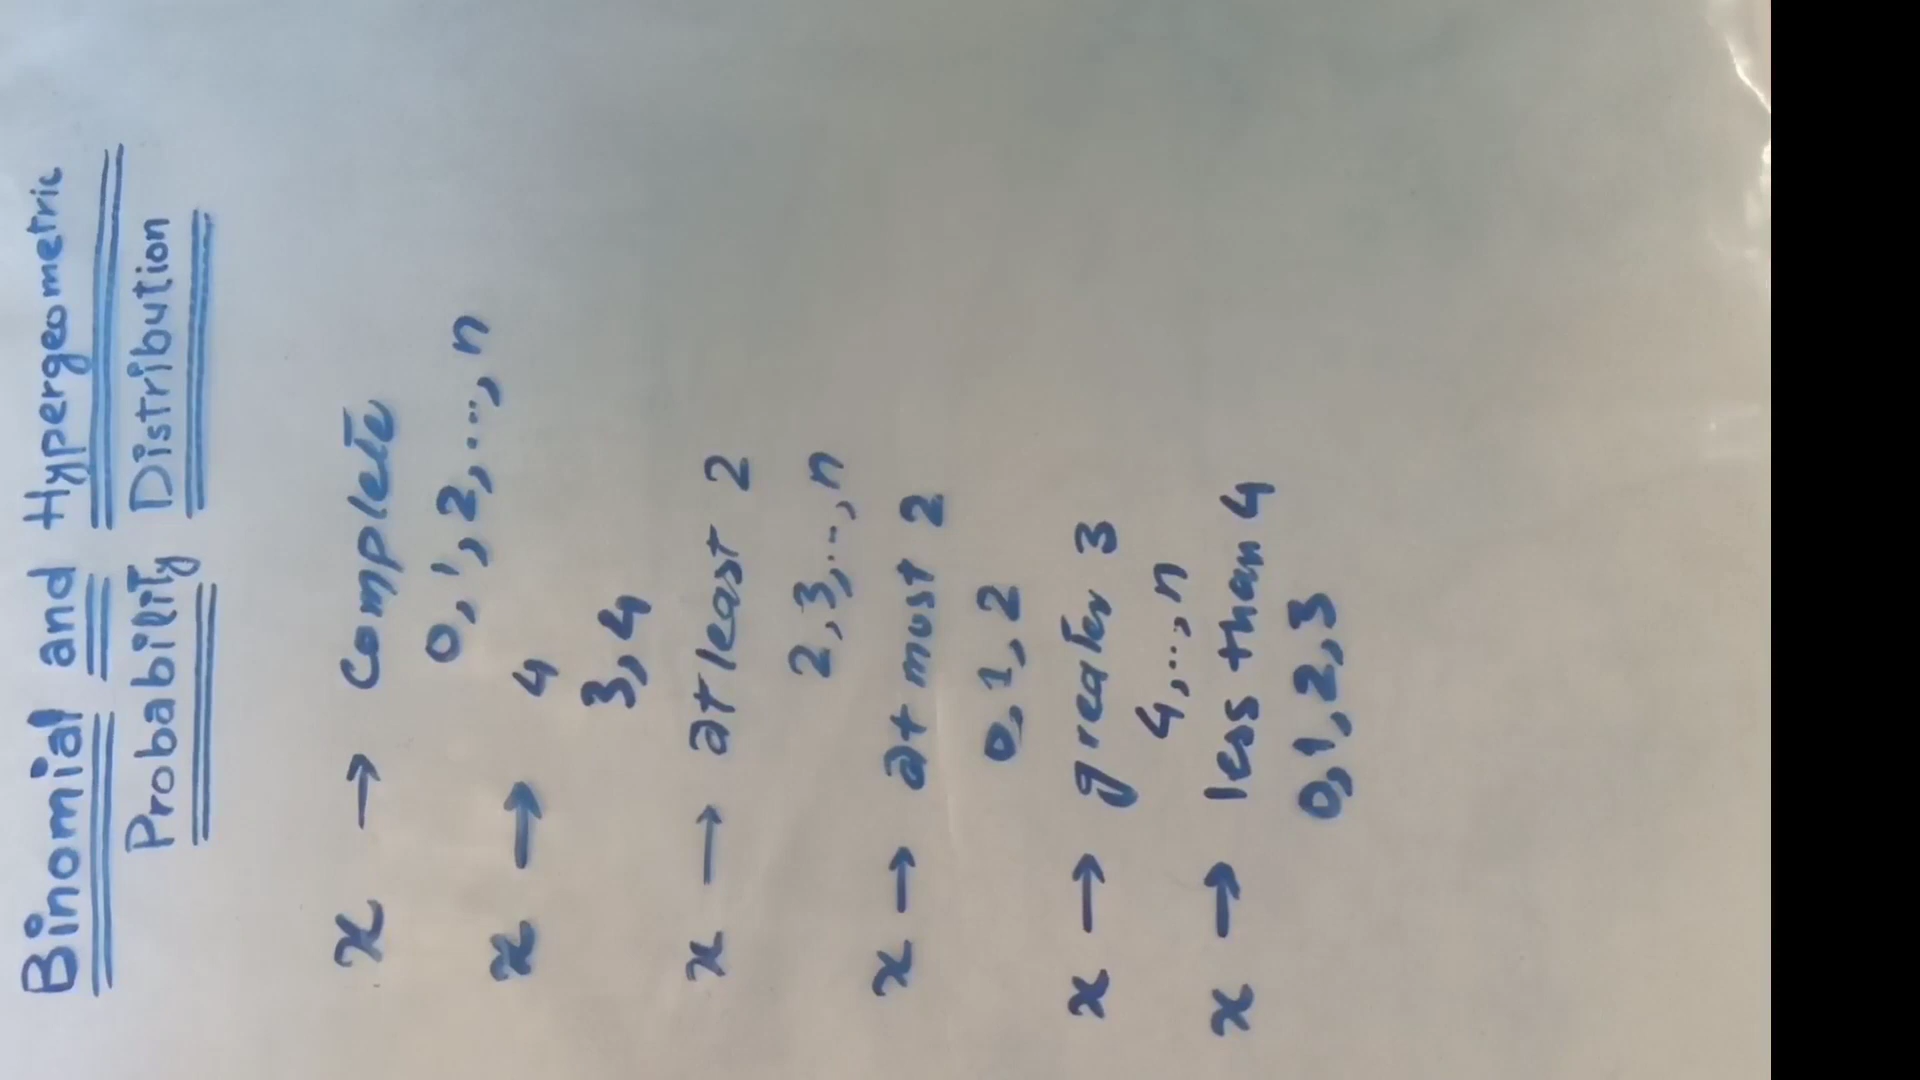 Binomial and Hypergeometric
Probability Distribution
x → Complete
0, 1, 2, ..., n
x → 4
3, 4
x → at least 2
2, 3, ..., n
x → at most 2
0, 1, 2
x → greater 3
4, ..., n
x → less than 4
0, 1, 2, 3